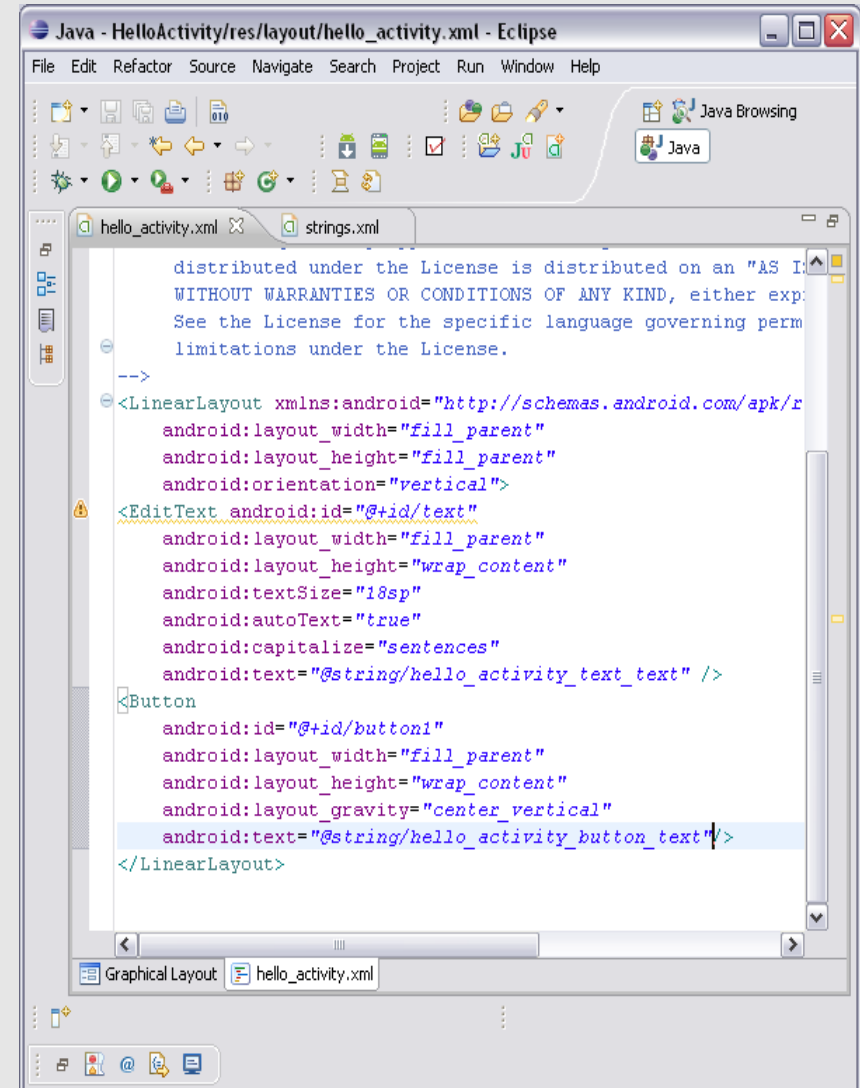 Java - HelloActivity/res/layout/hello_activity.xml - Eclipse
File Edit Refactor Source Navigate Search Project Run Window Help
010
Java Browsing
Java
hello_activity.xml strings.xml
distributed under the License is distributed on an "AS
WITHOUT WARRANTIES OR CONDITIONS OF ANY KIND, either
See the License for the specific language governing
limitations under the License.
-->
<LinearLayout xmlns:android="http://schemas.android.com/apk/r
android:layout_width="fill_parent"
android:layout_height="fill_parent"
android:orientation="vertical">
<EditText android:id="@+id/text"
android:layout_width="fill_parent"
android:layout_height="wrap_content"
android:textSize="18sp"
android:autoText="true"
android:capitalize="sentences"
android:text="@string/hello_activity_text_text" />
<Button
android:id="@+id/button1"
android:layout_width="fill_parent"
android:layout_height="wrap_content"
android:layout_gravity="center_vertical"
android:text="@string/hello_activity_button_text"/>
</LinearLayout>
Graphical Layout hello_activity.xml